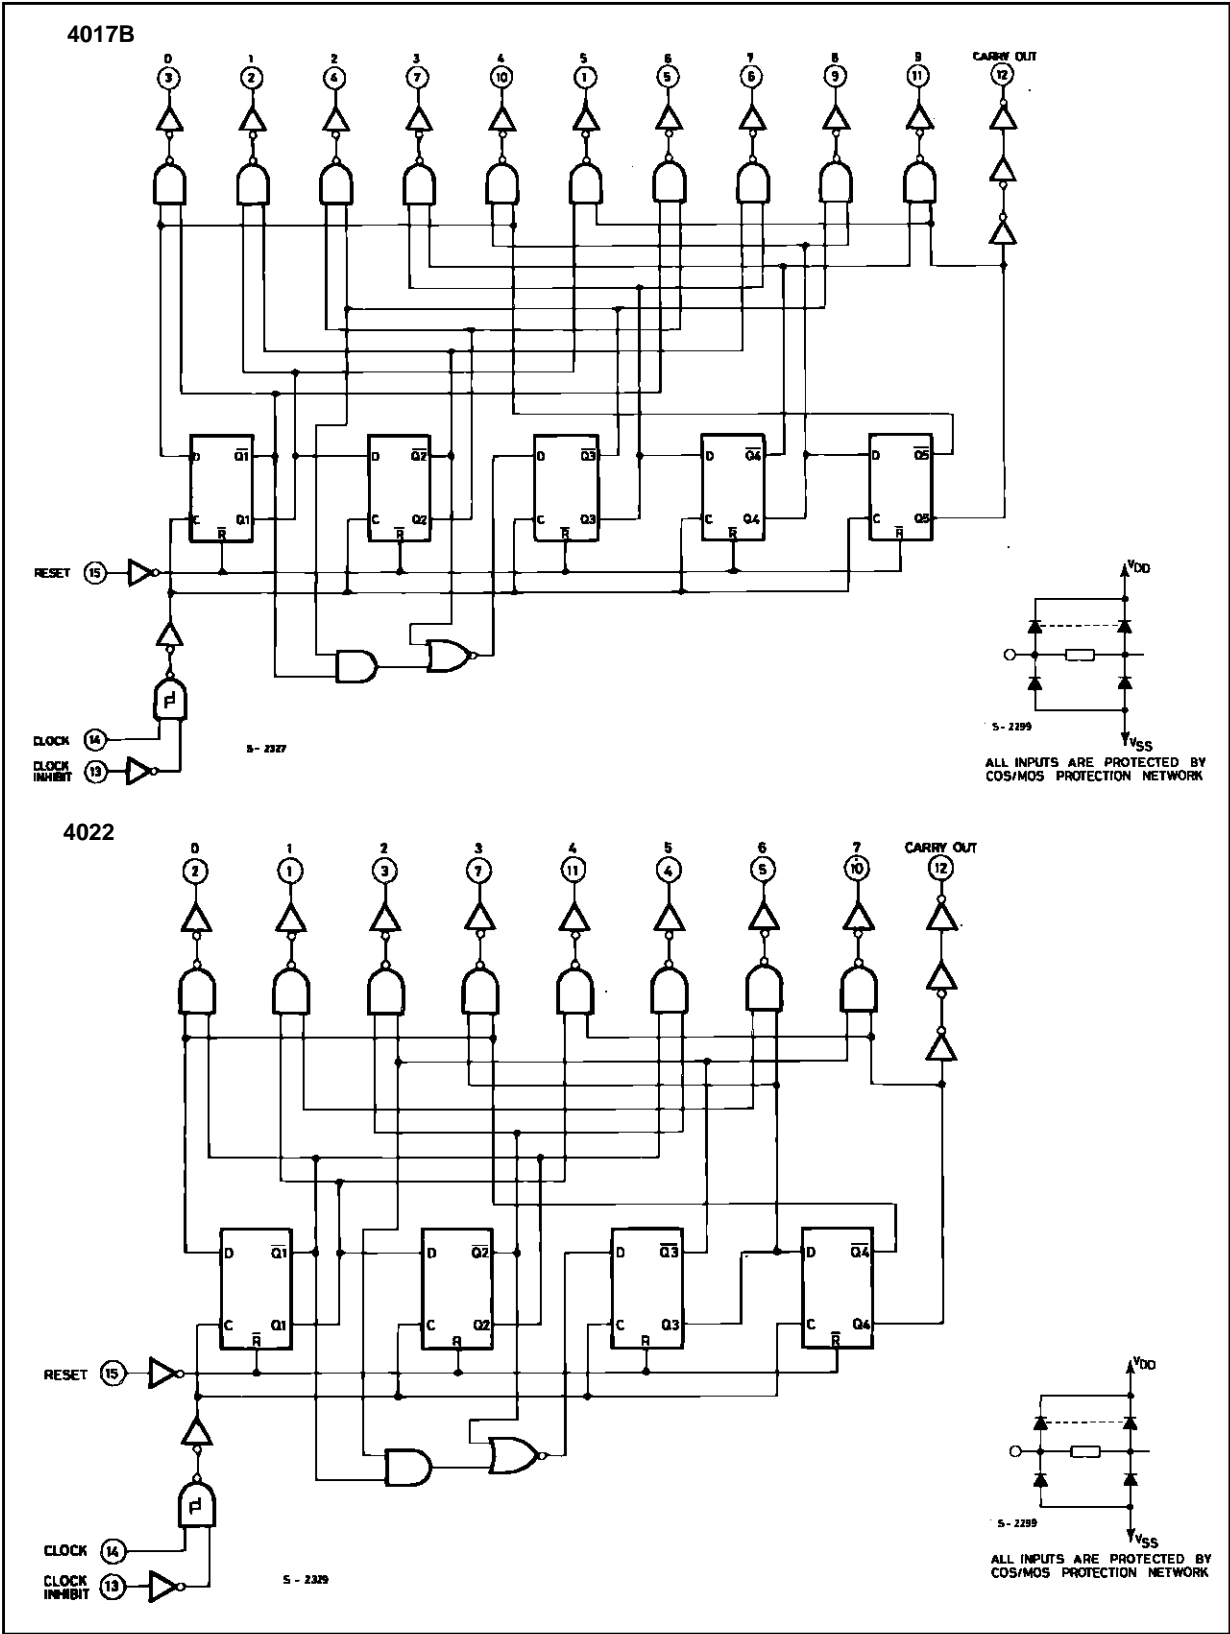 4017B
0 1 2 3 4 5 6 7 8 9 CARRY OUT
3 2 4 7 10 1 5 6 9 11 12
D Q1 D Q2 D Q3 D Q4 D Q5
C Q1 C Q2 C Q3 C Q4 C Q5
R R R R R
RESET 15
VDD
CLOCK 14
CLOCK INHIBIT 13
S- 2327
S- 2299
VSS
ALL INPUTS ARE PROTECTED BY
COS/MOS PROTECTION NETWORK
4022
0 1 2 3 4 5 6 7 CARRY OUT
2 1 3 7 11 4 5 10 12
D Q1 D Q2 D Q3 D Q4
C Q1 C Q2 C Q3 C Q4
R R R R
RESET 15
VDD
CLOCK 14
CLOCK INHIBIT 13
S - 2329
S- 2299
VSS
ALL INPUTS ARE PROTECTED BY
COS/MOS PROTECTION NETWORK